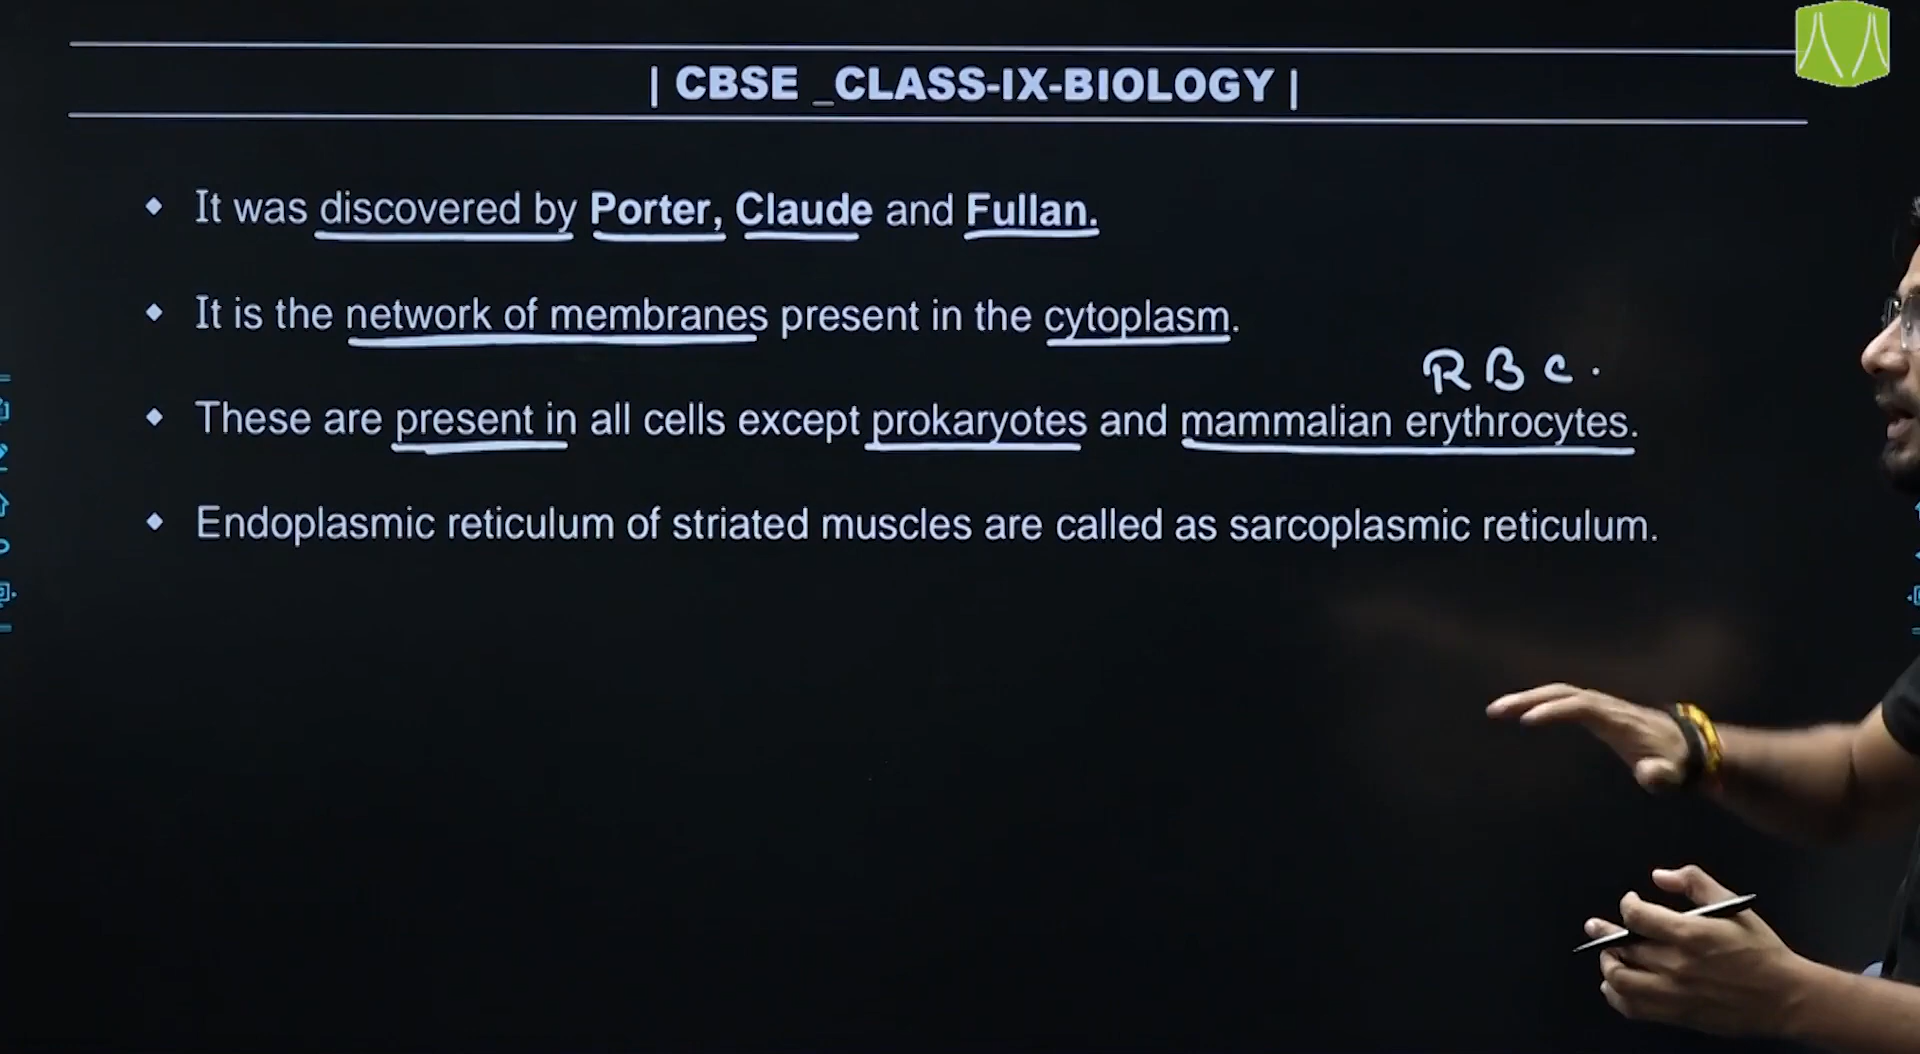 | CBSE _CLASS-IX-BIOLOGY |
It was discovered by Porter, Claude and Fullan.
It is the network of membranes present in the cytoplasm.
RBC.
These are present in all cells except prokaryotes and mammalian erythrocytes.
Endoplasmic reticulum of striated muscles are called as sarcoplasmic reticulum.